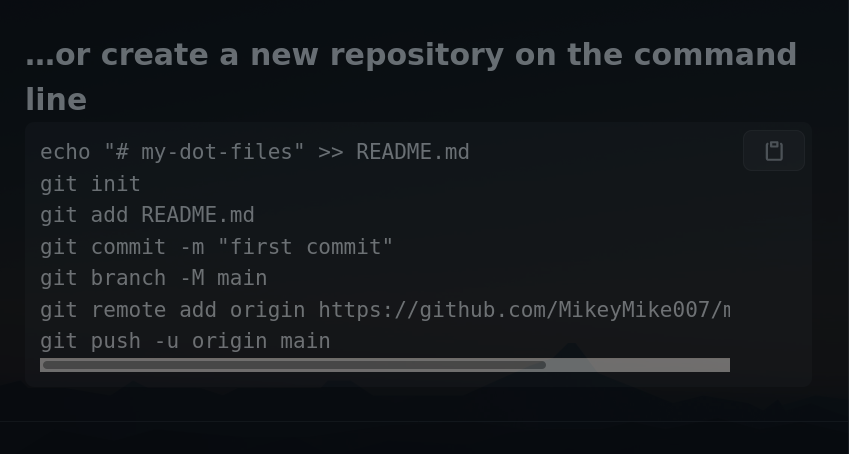 …or create a new repository on the command
line
echo "# my-dot-files" >> README.md
git init
git add README.md
git commit -m "first commit"
git branch -M main
git remote add origin https://github.com/MikeyMike007/m
git push -u origin main